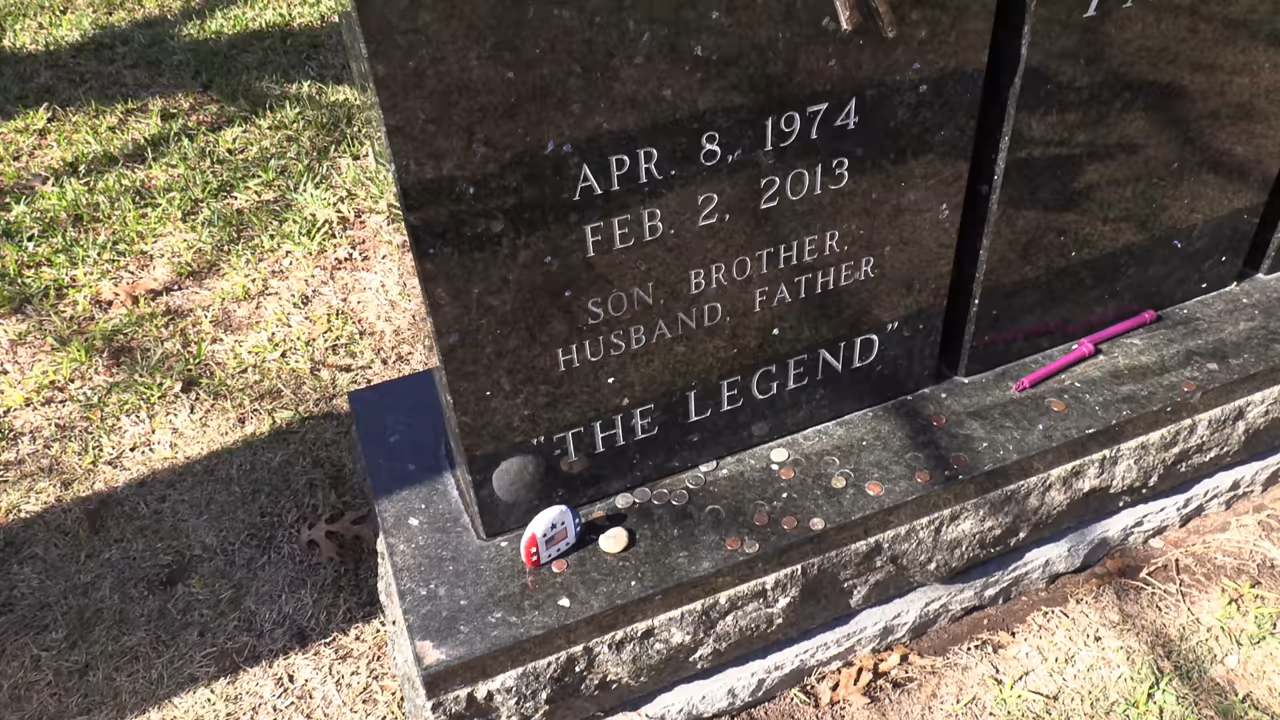 APR. 8, 1974
FEB. 2, 2013
SON, BROTHER,
HUSBAND, FATHER
"THE LEGEND"